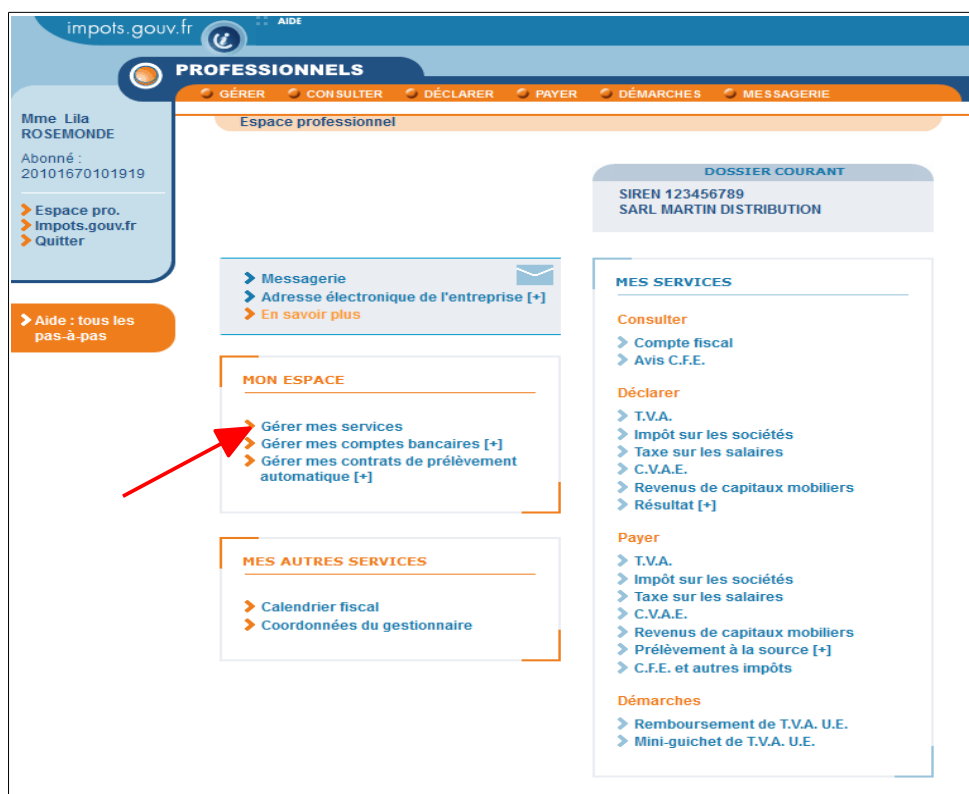 impots.gouv.fr
AIDE
PROFESSIONNELS
GÉRER CONSULTER DÉCLARER PAYER DÉMARCHES MESSAGERIE
Mme Lila
ROSEMONDE
Abonné :
20101670101919
Espace pro.
Impots.gouv.fr
Quitter
Aide : tous les
pas-à-pas
Espace professionnel
DOSSIER COURANT
SIREN 123456789
SARL MARTIN DISTRIBUTION
Messagerie
Adresse électronique de l'entreprise [+]
En savoir plus
MON ESPACE
Gérer mes services
Gérer mes comptes bancaires [+]
Gérer mes contrats de prélèvement
automatique [+]
MES AUTRES SERVICES
Calendrier fiscal
Coordonnées du gestionnaire
MES SERVICES
Consulter
Compte fiscal
Avis C.F.E.
Déclarer
T.V.A.
Impôt sur les sociétés
Taxe sur les salaires
C.V.A.E.
Revenus de capitaux mobiliers
Résultat [+]
Payer
T.V.A.
Impôt sur les sociétés
Taxe sur les salaires
C.V.A.E.
Revenus de capitaux mobiliers
Prélèvement à la source [+]
C.F.E. et autres impôts
Démarches
Remboursement de T.V.A. U.E.
Mini-guichet de T.V.A. U.E.